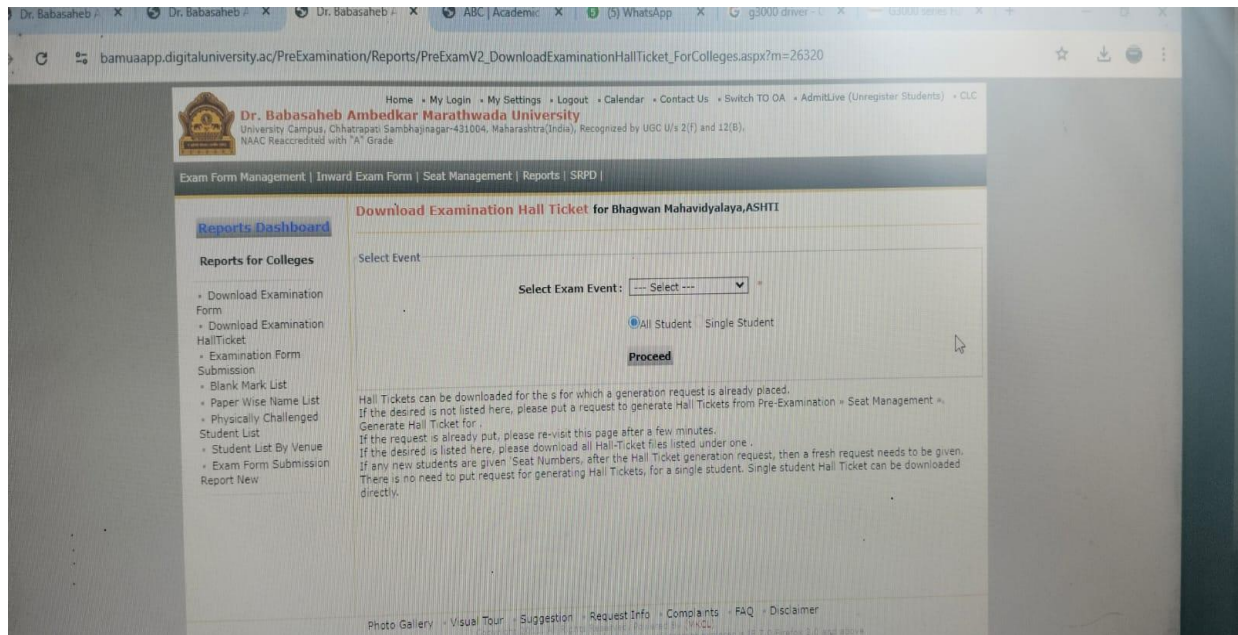 Dr. Babasaheb A X Dr. Babasaheb A X Dr. Babasaheb A X ABC | Academic X (5) WhatsApp X g3000 driver X
bamuaapp.digitaluniversity.ac/PreExamination/Reports/PreExamV2_DownloadExaminationHallTicket_ForColleges.aspx?m=26320
Home • My Login • My Settings • Logout • Calendar • Contact Us • Switch TO OA • AdmitLive (Unregister Students) • CLC
Dr. Babasaheb Ambedkar Marathwada University
University Campus, Chhatrapati Sambhajinagar-431004, Maharashtra(India), Recognized by UGC U/s 2(f) and 12(B),
NAAC Reaccredited with "A" Grade
Exam Form Management | Inward Exam Form | Seat Management | Reports | SRPD |
Reports Dashboard
Reports for Colleges
• Download Examination
Form
• Download Examination
HallTicket
• Examination Form
Submission
• Blank Mark List
• Paper Wise Name List
• Physically Challenged
Student List
• Student List By Venue
• Exam Form Submission
Report New
Download Examination Hall Ticket for Bhagwan Mahavidyalaya,ASHTI
Select Event
Select Exam Event : --- Select --- *
All Student Single Student
Proceed
Hall Tickets can be downloaded for the s for which a generation request is already placed.
If the desired is not listed here, please put a request to generate Hall Tickets from Pre-Examination » Seat Management »
Generate Hall Ticket for .
If the request is already put, please re-visit this page after a few minutes.
If the desired is listed here, please download all Hall-Ticket files listed under one .
If any new students are given 'Seat Numbers, after the Hall Ticket generation request, then a fresh request needs to be given.
There is no need to put request for generating Hall Tickets, for a single student. Single student Hall Ticket can be downloaded
directly.
Photo Gallery • Visual Tour • Suggestion • Request Info • Complaints • FAQ • Disclaimer